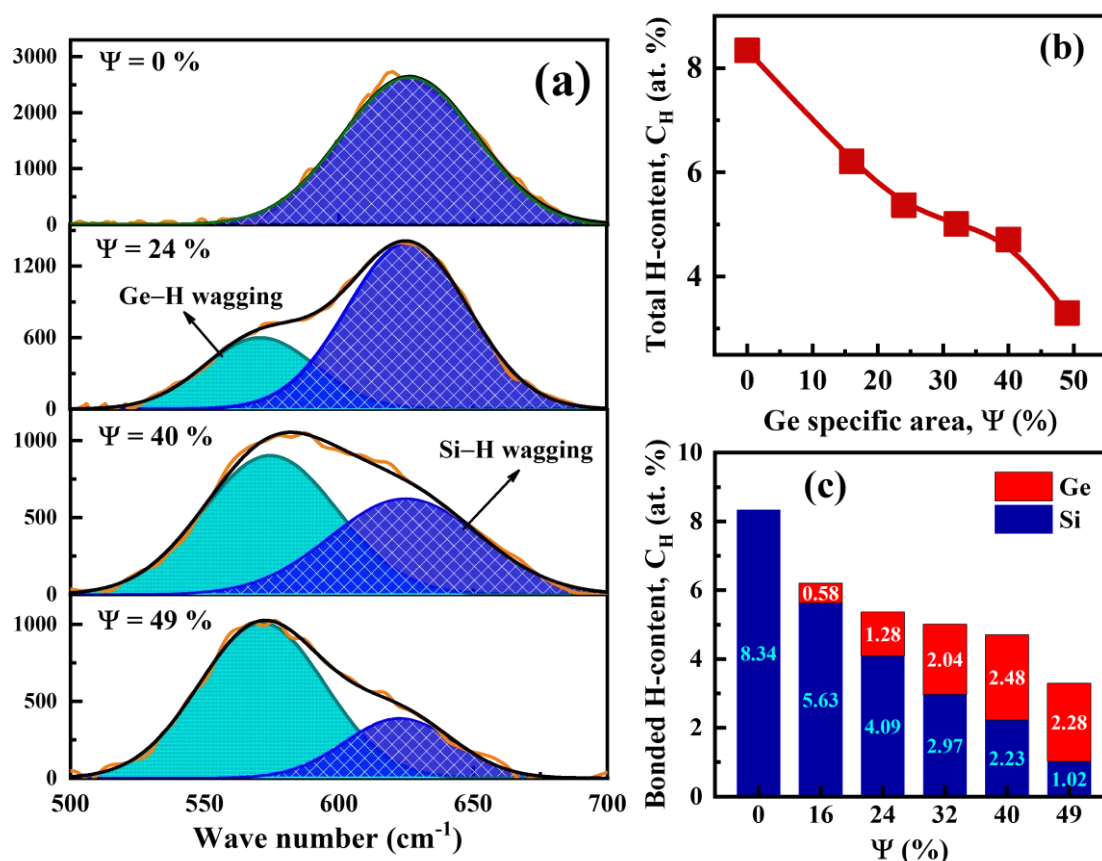 (a)
Ψ = 0 %
3000
2000
1000
0
Ψ = 24 %
1200
600
0
Ge–H wagging
Ψ = 40 %
1000
500
0
Si–H wagging
Ψ = 49 %
1000
500
0
500 550 600 650 700
Wave number (cm⁻¹)
(b)
Total H-content, C_H (at. %)
8
6
4
0 10 20 30 40 50
Ge specific area, Ψ (%)
(c)
Bonded H-content, C_H (at. %)
10
8
6
4
2
0
Ge
Si
8.34
0.58
5.63
1.28
4.09
2.04
2.97
2.48
2.23
2.28
1.02
0 16 24 32 40 49
Ψ (%)